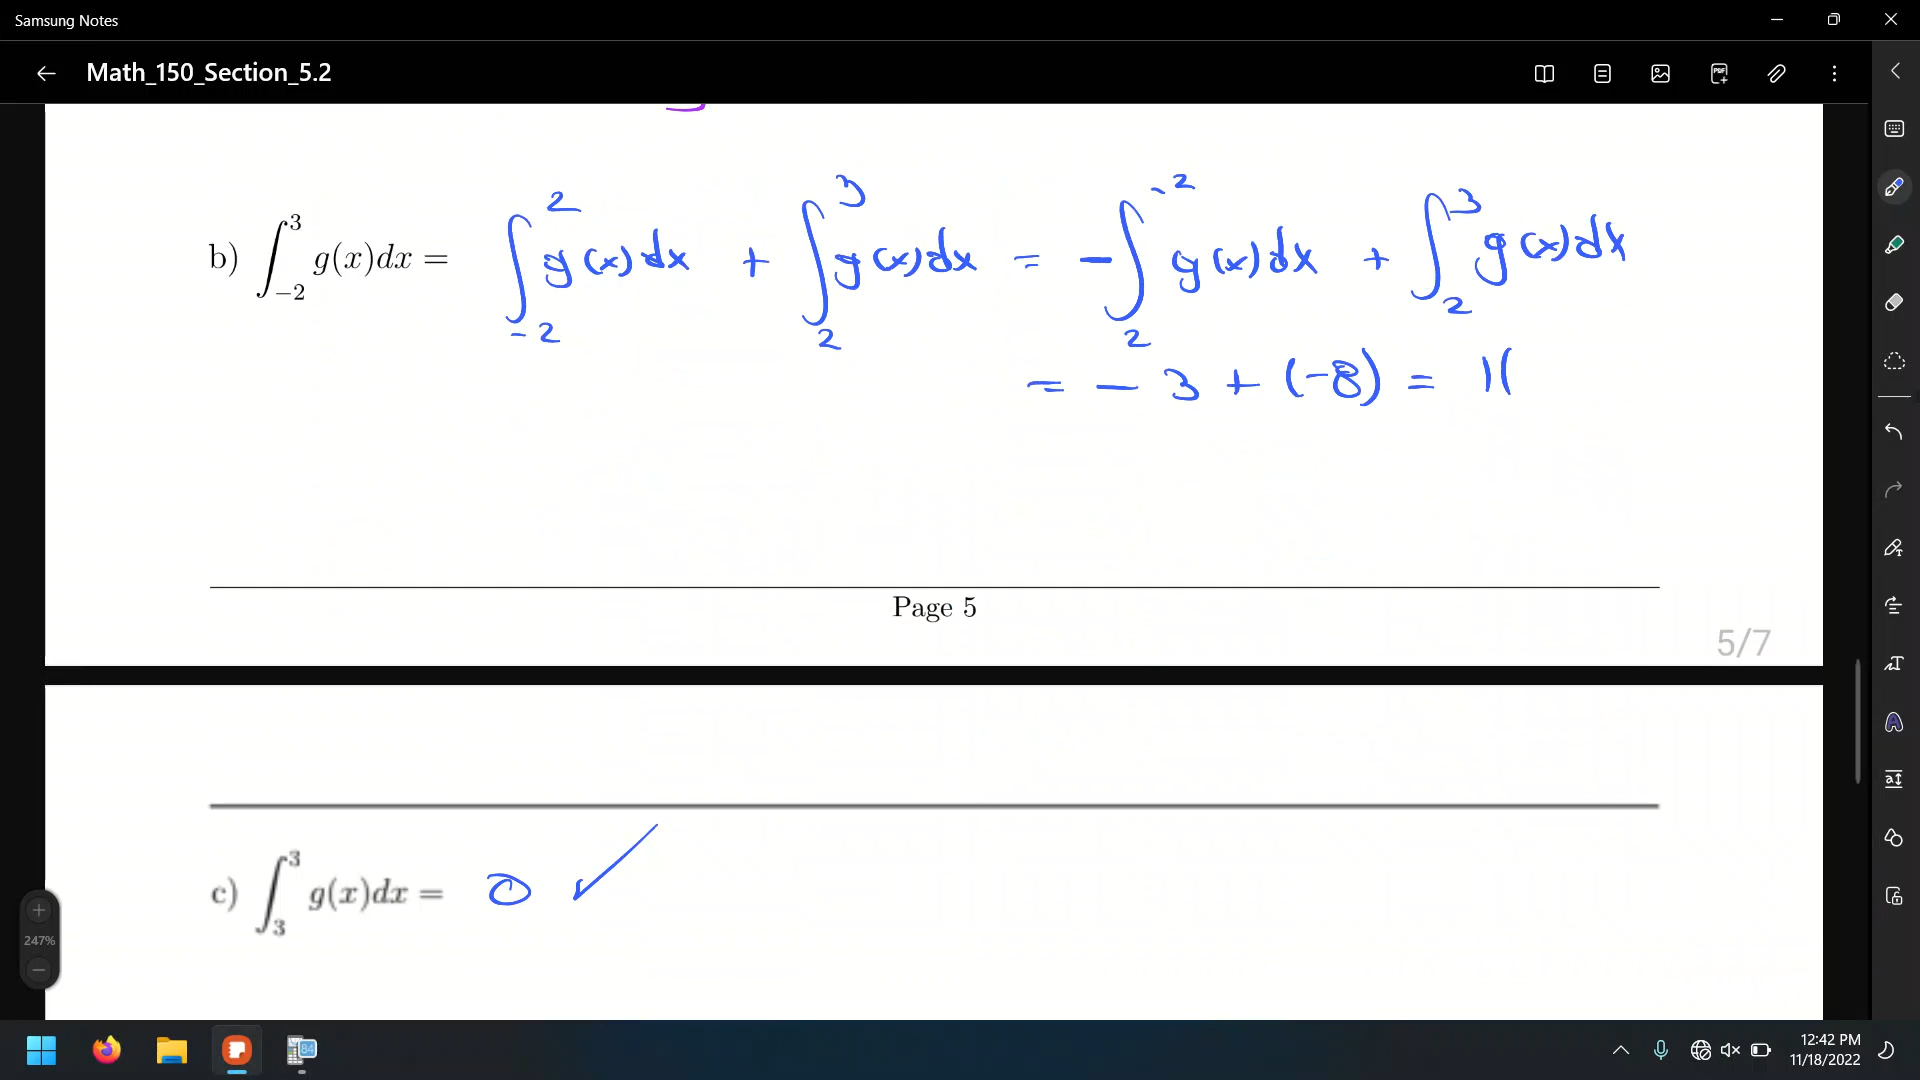 Samsung Notes
Math_150_Section_5.2
b) ∫_{-2}^{3} g(x)dx = ∫_{-2}^{2} g(x)dx + ∫_{2}^{3} g(x)dx = - ∫_{2}^{-2} g(x)dx + ∫_{2}^{3} g(x)dx
= - 3 + (-8) = 11
Page 5
5/7
c) ∫_{3}^{3} g(x)dx = 0 ✓
247%
12:42 PM
11/18/2022